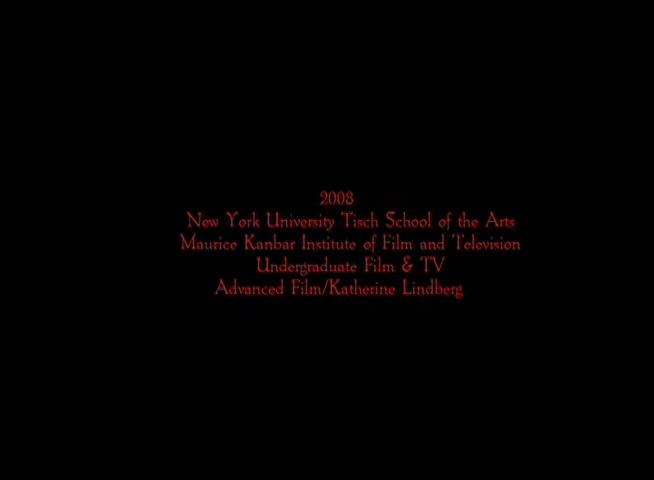 2008
New York University Tisch School of the Arts
Maurice Kanbar Institute of Film and Television
Undergraduate Film & TV
Advanced Film/Katherine Lindberg